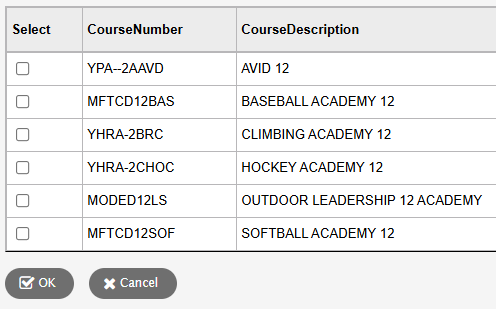 Select CourseNumber CourseDescription
YPA--2AAVD AVID 12
MFTCD12BAS BASEBALL ACADEMY 12
YHRA-2BRC CLIMBING ACADEMY 12
YHRA-2CHOC HOCKEY ACADEMY 12
MODED12LS OUTDOOR LEADERSHIP 12 ACADEMY
MFTCD12SOF SOFTBALL ACADEMY 12
OK Cancel